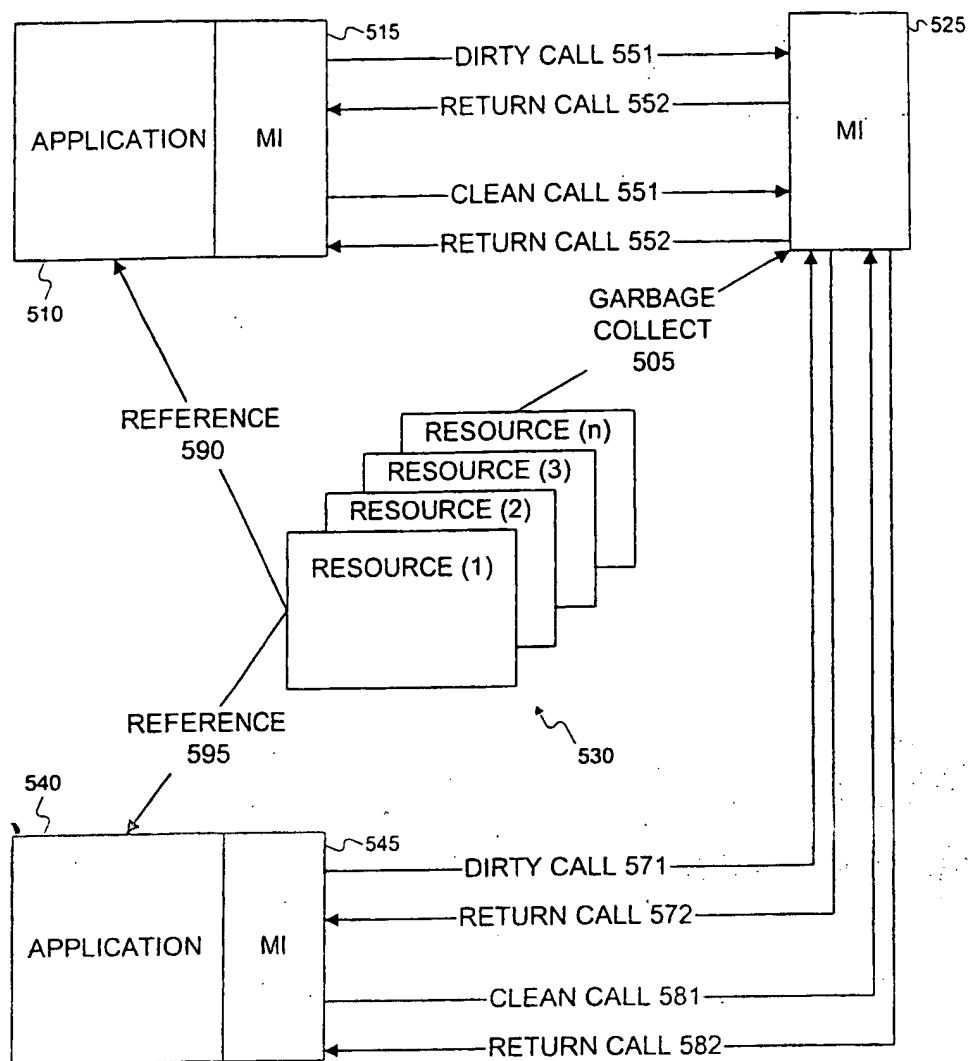 515
525
DIRTY CALL 551
RETURN CALL 552
APPLICATION
MI
MI
CLEAN CALL 551
RETURN CALL 552
510
GARBAGE
COLLECT
505
REFERENCE
590
RESOURCE (n)
RESOURCE (3)
RESOURCE (2)
RESOURCE (1)
REFERENCE
595
530
540
545
DIRTY CALL 571
RETURN CALL 572
APPLICATION
MI
CLEAN CALL 581
RETURN CALL 582